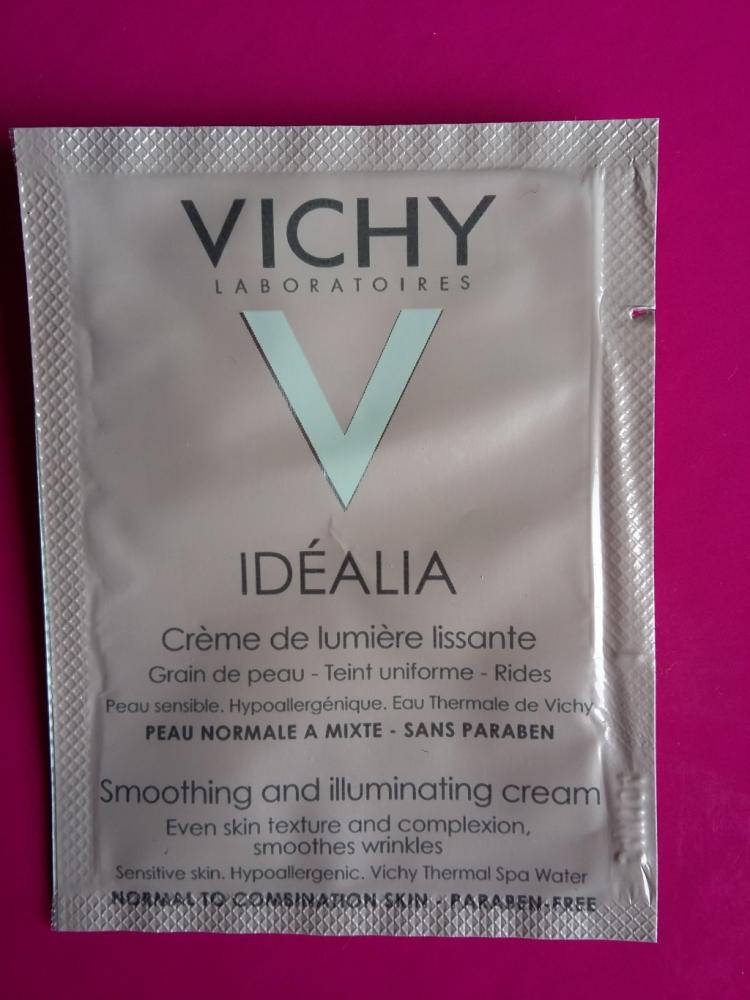 VICHY
LABORATOIRES
V
IDÉALIA
Crème de lumière lissante
Grain de peau - Teint uniforme - Rides
Peau sensible. Hypoallergénique. Eau Thermale de Vichy
PEAU NORMALE A MIXTE - SANS PARABEN
Smoothing and illuminating cream
Even skin texture and complexion,
smoothes wrinkles
Sensitive skin. Hypoallergenic. Vichy Thermal Spa Water
NORMAL TO COMBINATION SKIN - PARABEN-FREE